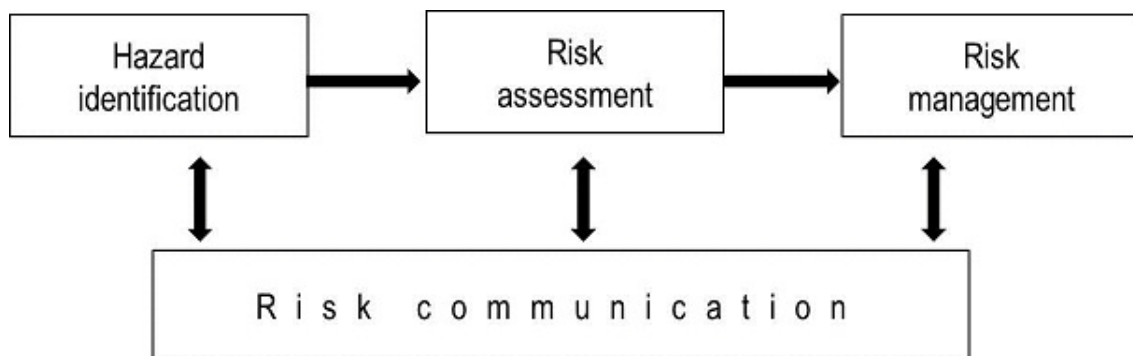 Hazard
identification
Risk
assessment
Risk
management
Risk communication